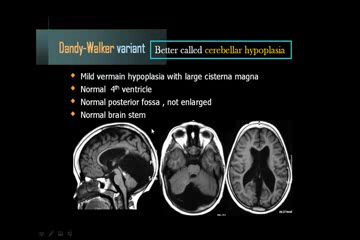 Dandy-Walker variant
Better called cerebellar hypoplasia
Mild vermain hypoplasia with large cisterna magna
Normal 4th ventricle
Normal posterior fossa , not enlarged
Normal brain stem